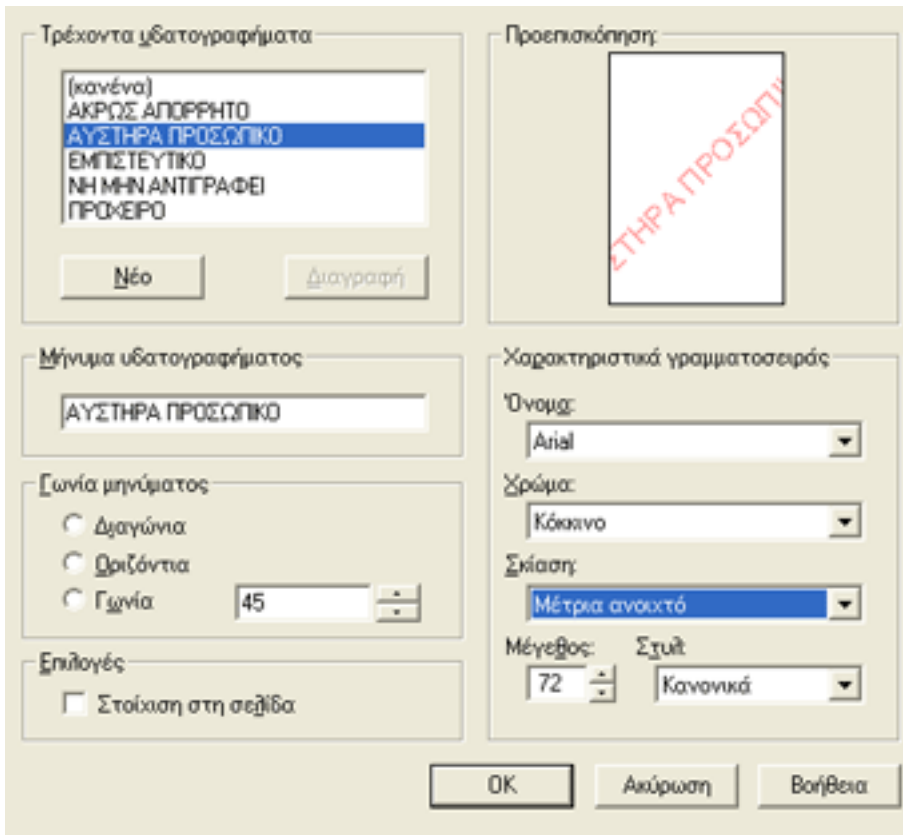 Τρέχοντα υδατογραφήματα
(κανένα)
ΑΚΡΩΣ ΑΠΟΡΡΗΤΟ
ΑΥΣΤΗΡΑ ΠΡΟΣΩΠΙΚΟ
ΕΜΠΙΣΤΕΥΤΙΚΟ
ΝΗ ΜΗΝ ΑΝΤΙΓΡΑΦΕΙ
ΠΡΟΧΕΙΡΟ
Νέο
Διαγραφή
Προεπισκόπηση:
ΣΤΗΡΑ ΠΡΟΣΩΠΙ
Μήνυμα υδατογραφήματος
ΑΥΣΤΗΡΑ ΠΡΟΣΩΠΙΚΟ
Γωνία μηνύματος
Διαγώνια
Οριζόντια
Γωνία 45
Επιλογές
Στοίχιση στη σελίδα
Χαρακτηριστικά γραμματοσειράς
Όνομα:
Arial
Χρώμα:
Κόκκινο
Σκίαση:
Μέτρια ανοιχτό
Μέγεθος: Στυλ:
72 Κανονικά
OK Ακύρωση Βοήθεια